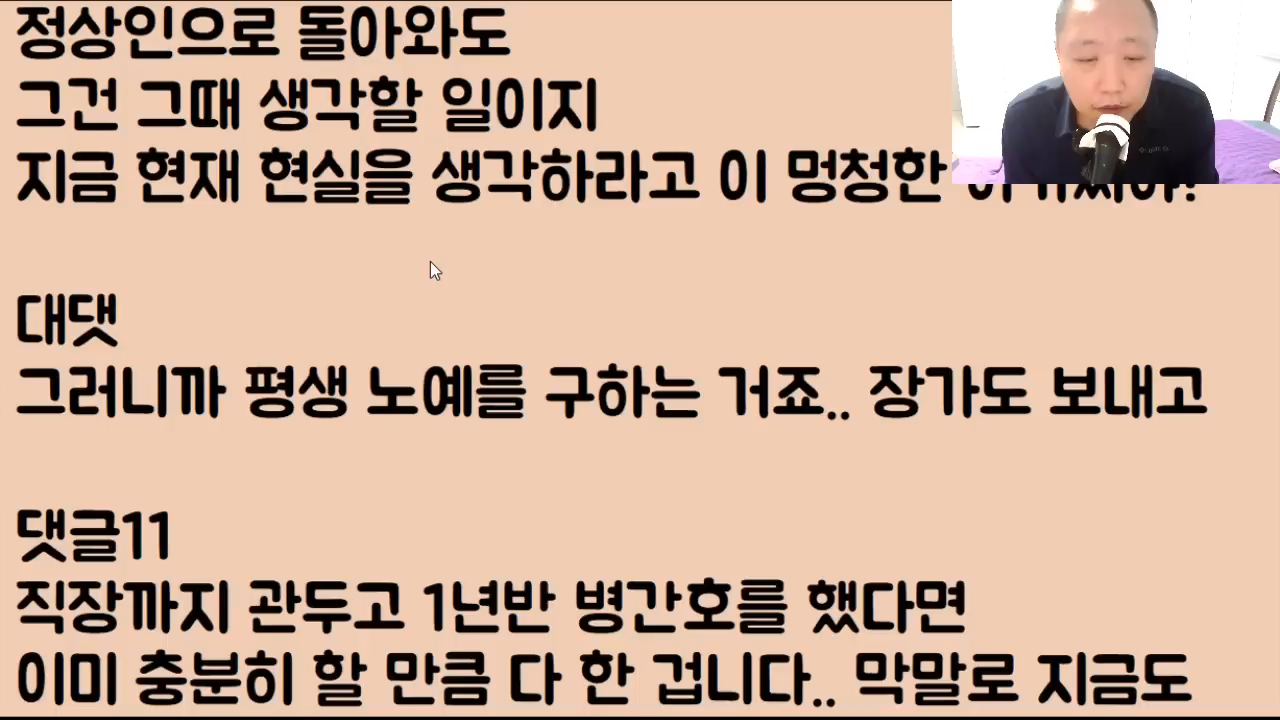 정상인으로 돌아와도
그건 그때 생각할 일이지
지금 현재 현실을 생각하라고 이 멍청한
대댓
그러니까 평생 노예를 구하는 거죠.. 장가도 보내고
댓글11
직장까지 관두고 1년반 병간호를 했다면
이미 충분히 할 만큼 다 한 겁니다.. 막말로 지금도